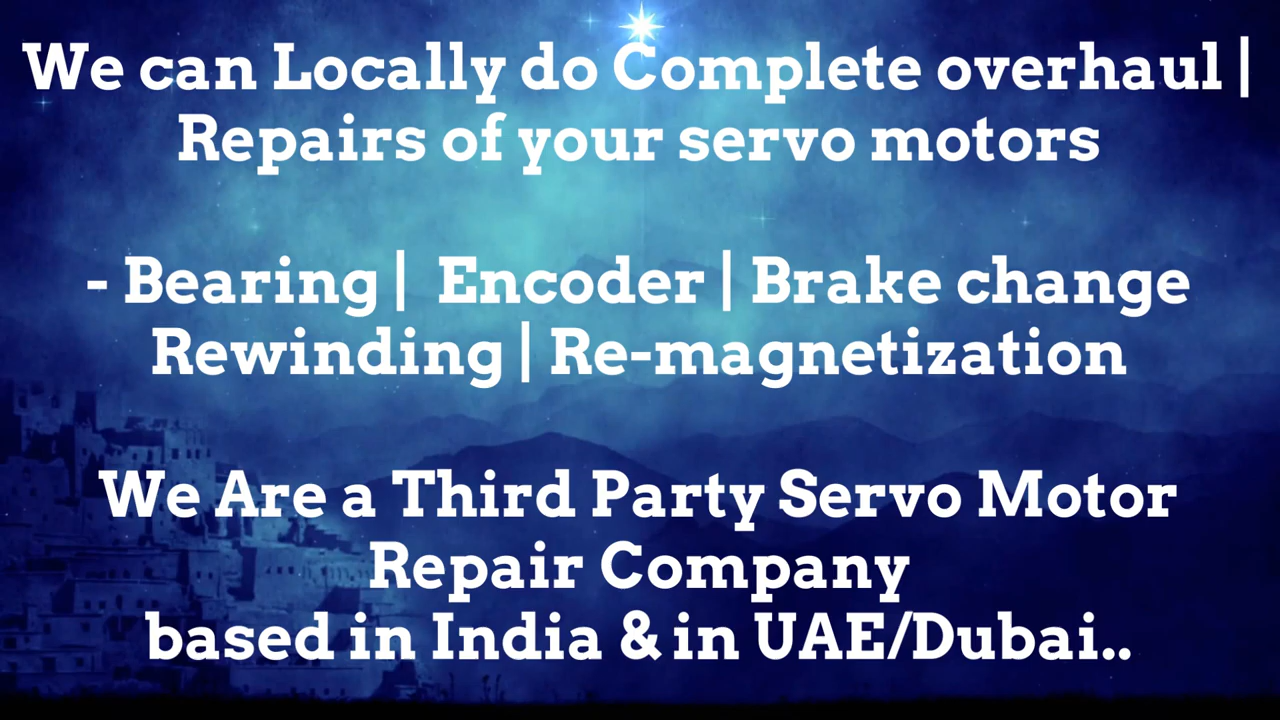 We can Locally do Complete overhaul |
Repairs of your servo motors
- Bearing | Encoder | Brake change
Rewinding | Re-magnetization
We Are a Third Party Servo Motor
Repair Company
based in India & in UAE/Dubai..